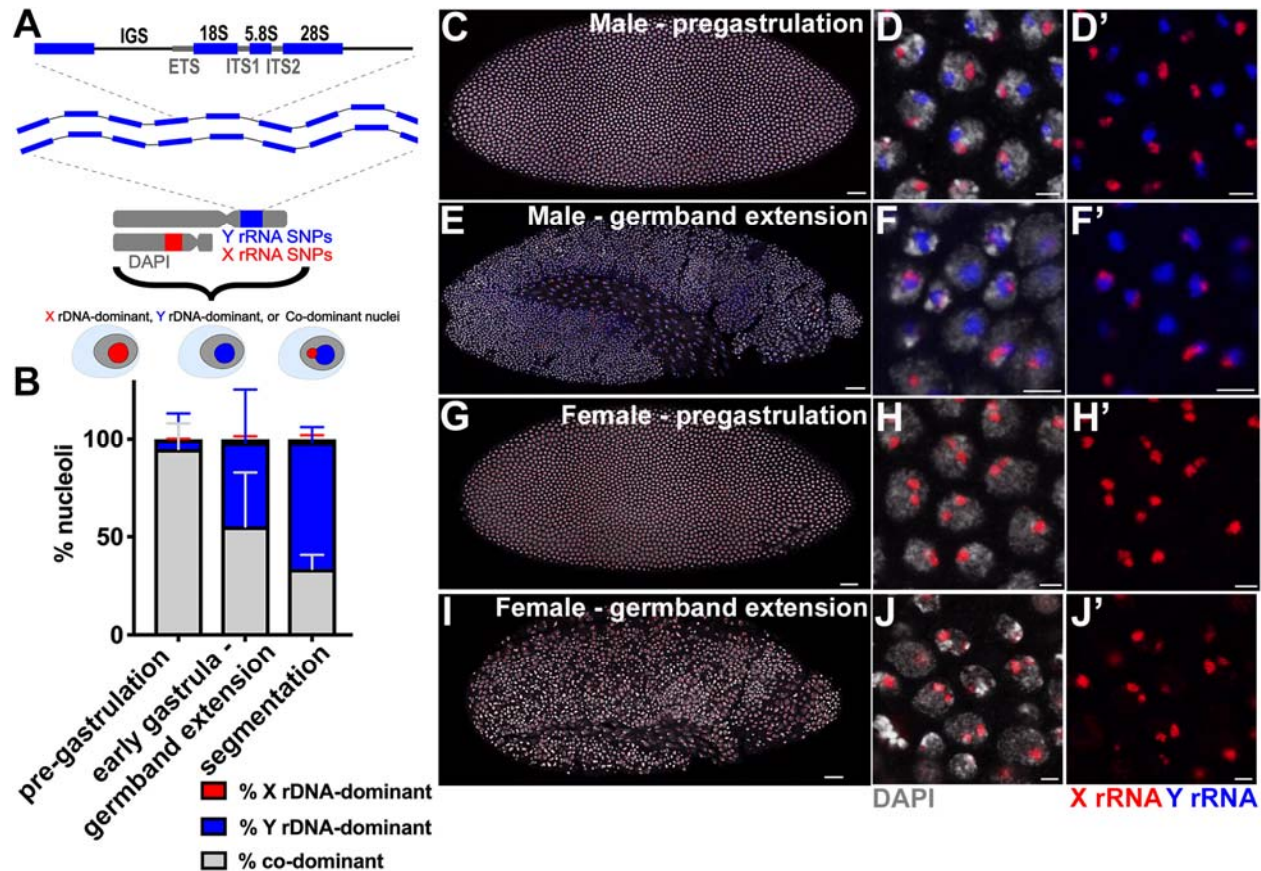 A
IGS
18S
5.8S
28S
ETS
ITS1
ITS2
Y rRNA SNPs
X rRNA SNPs
DAPI
X rDNA-dominant, Y rDNA-dominant, or Co-dominant nuclei
B
% nucleoli
100
50
0
pre-gastrulation
early gastrula -
germband extension
segmentation
% X rDNA-dominant
% Y rDNA-dominant
% co-dominant
C
Male - pregastrulation
D
D’
E
Male - germband extension
F
F’
G
Female - pregastrulation
H
H’
I
Female - germband extension
J
J’
DAPI
X rRNA Y rRNA